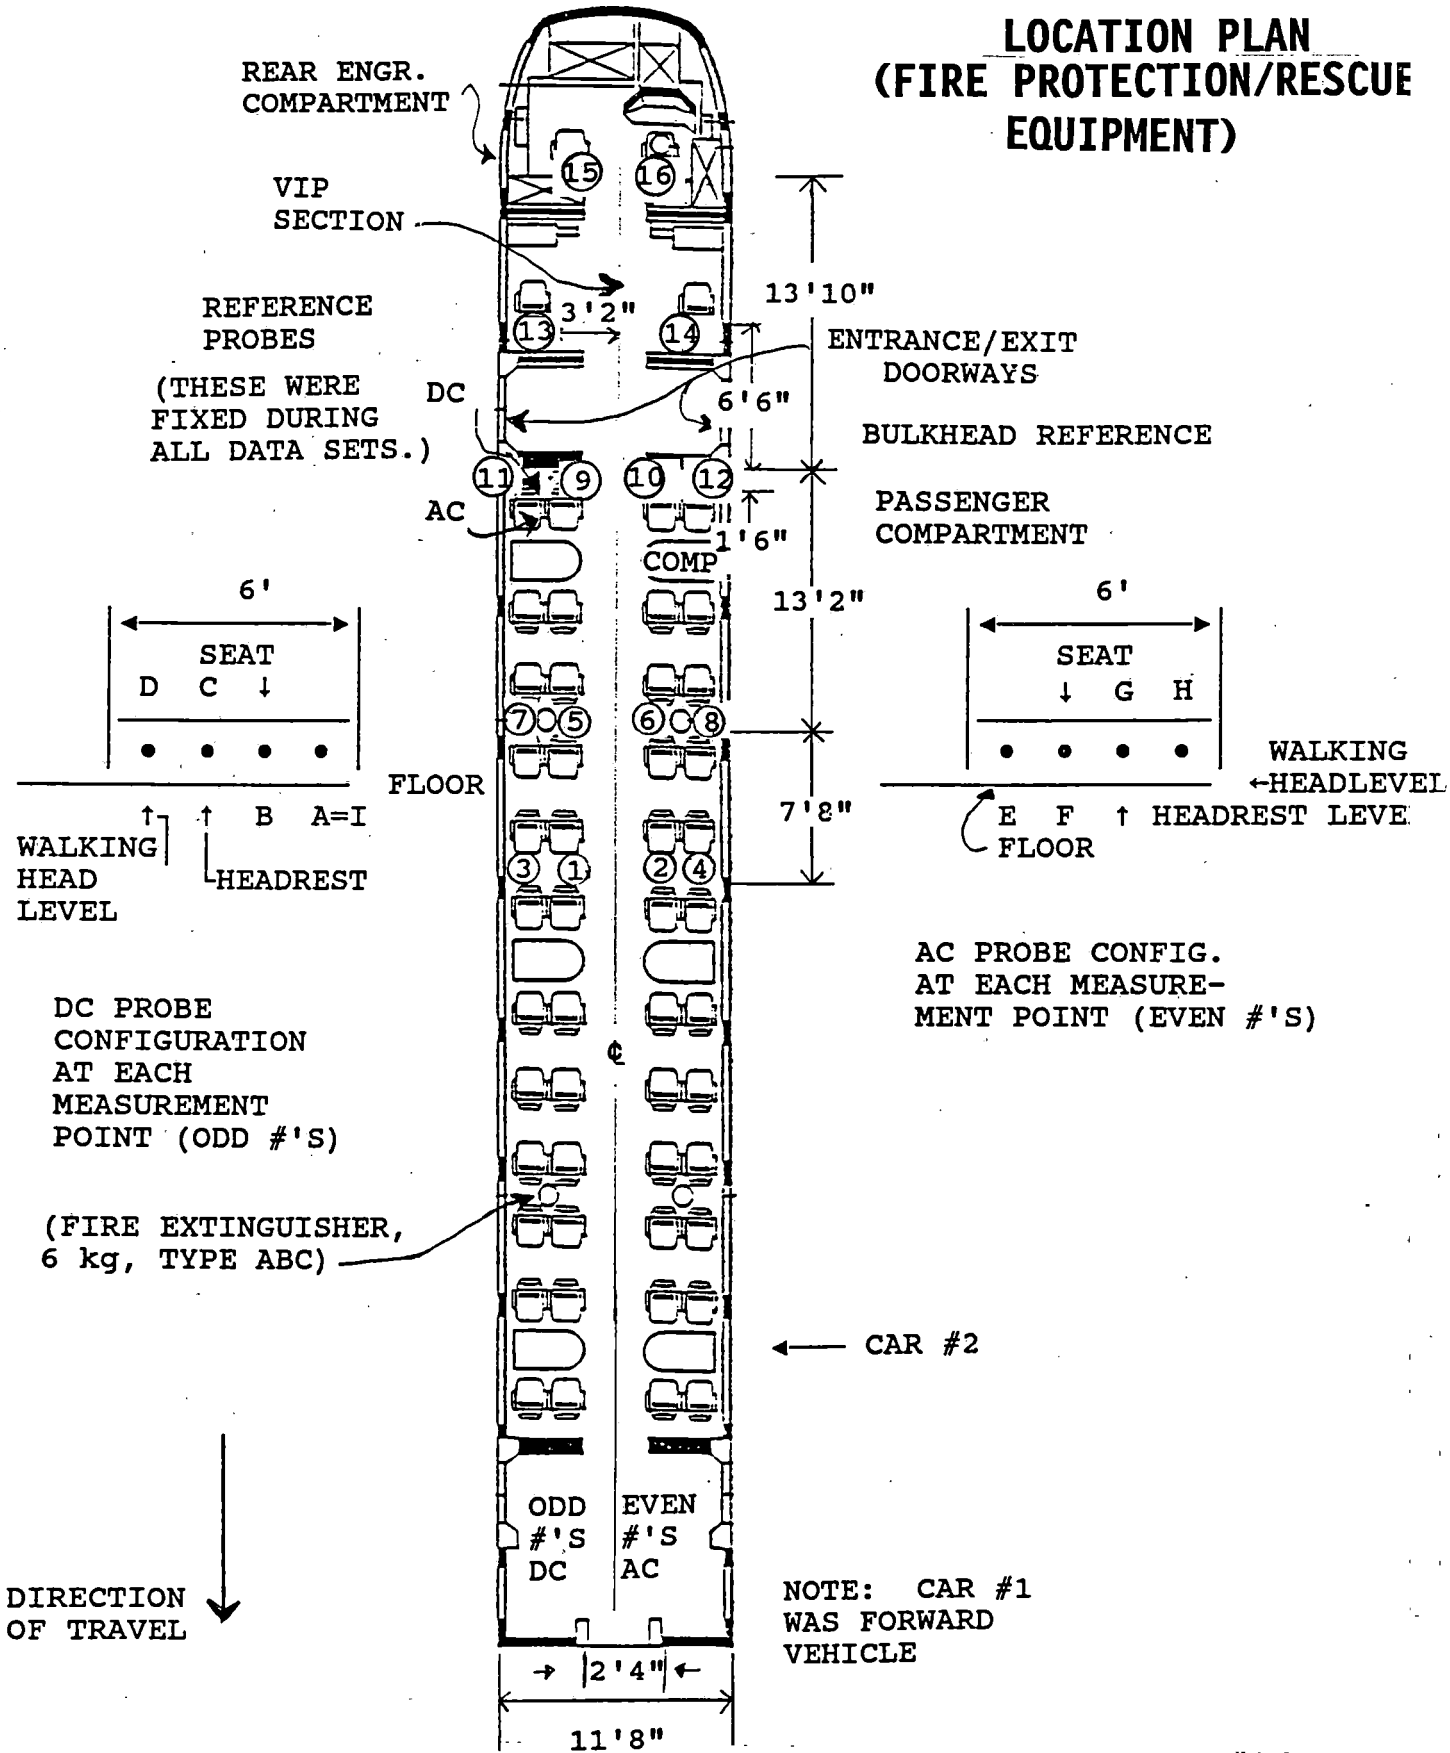 LOCATION PLAN
(FIRE PROTECTION/RESCUE
EQUIPMENT)
REAR ENGR.
COMPARTMENT
15
16
VIP
SECTION
13'10"
REFERENCE
PROBES
3'2"
13
14
ENTRANCE/EXIT
DOORWAYS
(THESE WERE
FIXED DURING
ALL DATA SETS.)
DC
6'6"
BULKHEAD REFERENCE
11
9
10
12
AC
1'6"
PASSENGER
COMPARTMENT
COMP
13'2"
6'
SEAT
D C ↓
6'
SEAT
↓ G H
7
5
6
8
FLOOR
WALKING
←HEADLEVEL
7'8"
↑ ↑ B A=I
E F ↑ HEADREST LEVE
FLOOR
WALKING
HEAD
LEVEL
HEADREST
3
1
2
4
AC PROBE CONFIG.
AT EACH MEASURE-
MENT POINT (EVEN #'S)
DC PROBE
CONFIGURATION
AT EACH
MEASUREMENT
POINT (ODD #'S)
℄
(FIRE EXTINGUISHER,
6 kg, TYPE ABC)
CAR #2
ODD
#'S
DC
EVEN
#'S
AC
DIRECTION
OF TRAVEL
NOTE: CAR #1
WAS FORWARD
VEHICLE
2'4"
11'8"